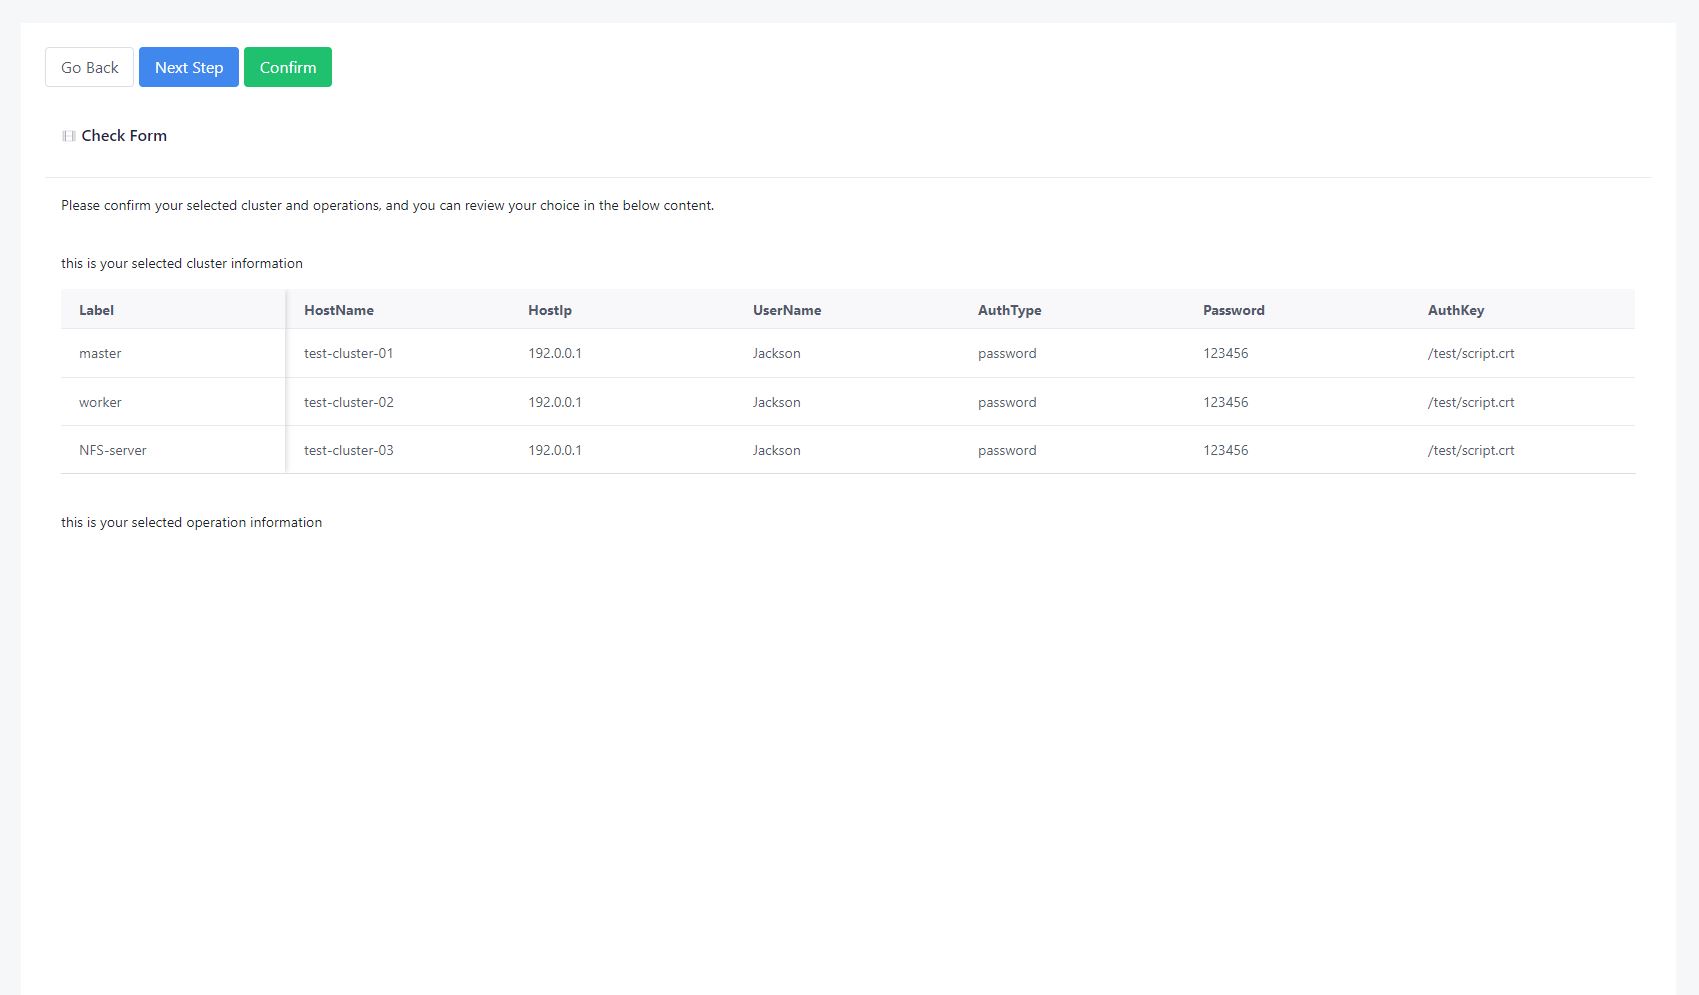 Go Back Next Step Confirm
Check Form
Please confirm your selected cluster and operations, and you can review your choice in the below content.
this is your selected cluster information
Label HostName HostIp UserName AuthType Password AuthKey
master test-cluster-01 192.0.0.1 Jackson password 123456 /test/script.crt
worker test-cluster-02 192.0.0.1 Jackson password 123456 /test/script.crt
NFS-server test-cluster-03 192.0.0.1 Jackson password 123456 /test/script.crt
this is your selected operation information